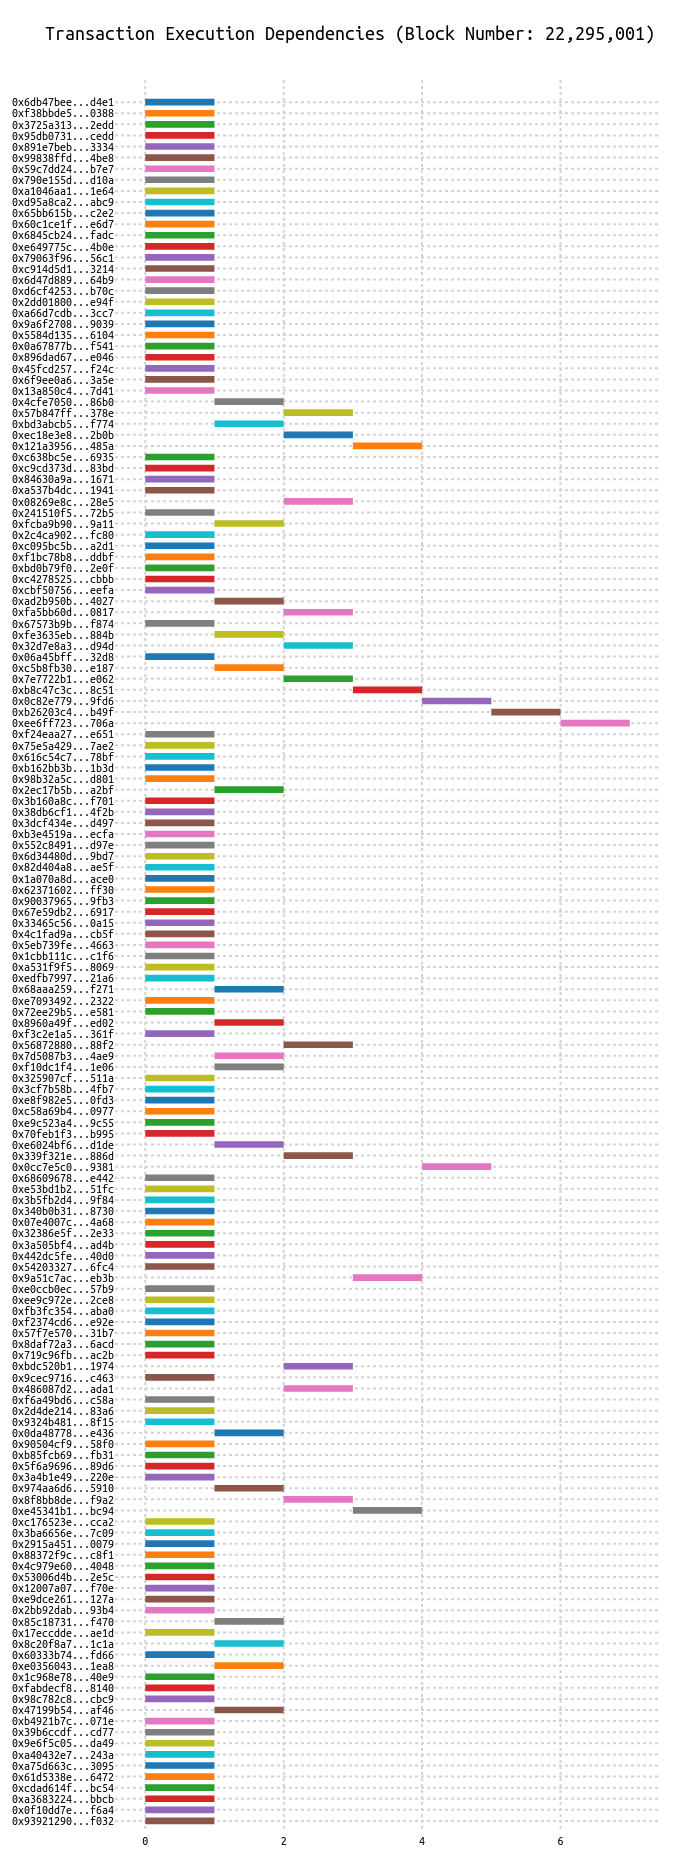 Transaction Execution Dependencies (Block Number: 22,295,001)
0x6db47bee...d4e1
0xf38bbde5...0388
0x3725a313...2edd
0x95db0731...cedd
0x891e7beb...3334
0x99838ffd...4be8
0x59c7dd24...b7e7
0x790e155d...d10a
0xa1046aa1...1e64
0xd95a8ca2...abc9
0x65bb615b...c2e2
0x60c1ce1f...e6d7
0x6845cb24...fadc
0xe649775c...4b0e
0x79063f96...56c1
0xc914d5d1...3214
0x6d47d889...64b9
0xd6cf4253...b70c
0x2dd01800...e94f
0xa66d7cdb...3cc7
0x9a6f2708...9039
0x5584d135...6104
0x0a67877b...f541
0x896dad67...e046
0x45fcd257...f24c
0x6f9ee0a6...3a5e
0x13a850c4...7d41
0x4cfe7050...86b0
0x57b847ff...378e
0xbd3abcb5...f774
0xec18e3e8...2b0b
0x121a3956...485a
0xc638bc5e...6935
0xc9cd373d...83bd
0x84630a9a...1671
0xa537b4dc...1941
0x08269e8c...28e5
0x241510f5...72b5
0xfcba9b90...9a11
0x2c4ca902...fc80
0xc095bc5b...a2d1
0xf1bc78b8...ddbf
0xbd0b79f0...2e0f
0xc4278525...cbbb
0xcbf50756...eefa
0xad2b950b...4027
0xfa5bb60d...0817
0x67573b9b...f874
0xfe3635eb...884b
0x32d7e8a3...d94d
0x06a45bff...32d8
0xc5b8fb30...e187
0x7e7722b1...e062
0xb8c47c3c...8c51
0x0c82e779...9fd6
0xb26203c4...b49f
0xee6ff723...706a
0xf24eaa27...e651
0x75e5a429...7ae2
0x616c54c7...78bf
0xb162bb3b...1b3d
0x98b32a5c...d801
0x2ec17b5b...a2bf
0x3b160a8c...f701
0x38db6cf1...4f2b
0x3dcf434e...d497
0xb3e4519a...ecfa
0x552c8491...d97e
0x6d34480d...9bd7
0x82d404a8...ae5f
0x1a070a8d...ace0
0x62371602...ff30
0x90037965...9fb3
0x67e59db2...6917
0x33465c56...0a15
0x4c1fad9a...cb5f
0x5eb739fe...4663
0x1cbb111c...c1f6
0xa531f9f5...8069
0xedfb7997...21a6
0x68aaa259...f271
0xe7093492...2322
0x72ee29b5...e581
0x8960a49f...ed02
0xf3c2e1a5...361f
0x56872880...88f2
0x7d5087b3...4ae9
0xf10dc1f4...1e06
0x325907cf...511a
0x3cf7b58b...4fb7
0xe8f982e5...0fd3
0xc58a69b4...0977
0xe9c523a4...9c55
0x70feb1f3...b995
0xe6024bf6...d1de
0x339f321e...886d
0x0cc7e5c0...9381
0x68609678...e442
0xe53bd1b2...51fc
0x3b5fb2d4...9f84
0x340b0b31...8730
0x07e4007c...4a68
0x32386e5f...2e33
0x3a505bf4...ad4b
0x442dc5fe...40d0
0x54203327...6fc4
0x9a51c7ac...eb3b
0xe0ccb0ec...57b9
0xee9c972e...2ce8
0xfb3fc354...aba0
0xf2374cd6...e92e
0x57f7e570...31b7
0x8daf72a3...6acd
0x719c96fb...ac2b
0xbdc520b1...1974
0x9cec9716...c463
0x486087d2...ada1
0xf6a49bd6...c58a
0x2d4de214...83a6
0x9324b481...8f15
0x0da48778...e436
0x90504cf9...58f0
0xb85fcb69...fb31
0x5f6a9696...89d6
0x3a4b1e49...220e
0x974aa6d6...5910
0x8f8bb8de...f9a2
0xe45341b1...bc94
0xc176523e...cca2
0x3ba6656e...7c09
0x2915a451...0079
0x88372f9c...c8f1
0x4c979e60...4048
0x53006d4b...2e5c
0x12007a07...f70e
0xe9dce261...127a
0x2bb92dab...93b4
0x85c18731...f470
0x17eccdde...ae1d
0x8c20f8a7...1c1a
0x60333b74...fd66
0xe0356043...1ea8
0x1c968e78...40e9
0xfabdecf8...8140
0x98c782c8...cbc9
0x47199b54...af46
0xb4921b7c...071e
0x39b6ccdf...cd77
0x9e6f5c05...da49
0xa40432e7...243a
0xa75d663c...3095
0x61d5338e...6472
0xcdad614f...bc54
0xa3683224...bbcb
0x0f10dd7e...f6a4
0x93921290...f032
0 2 4 6